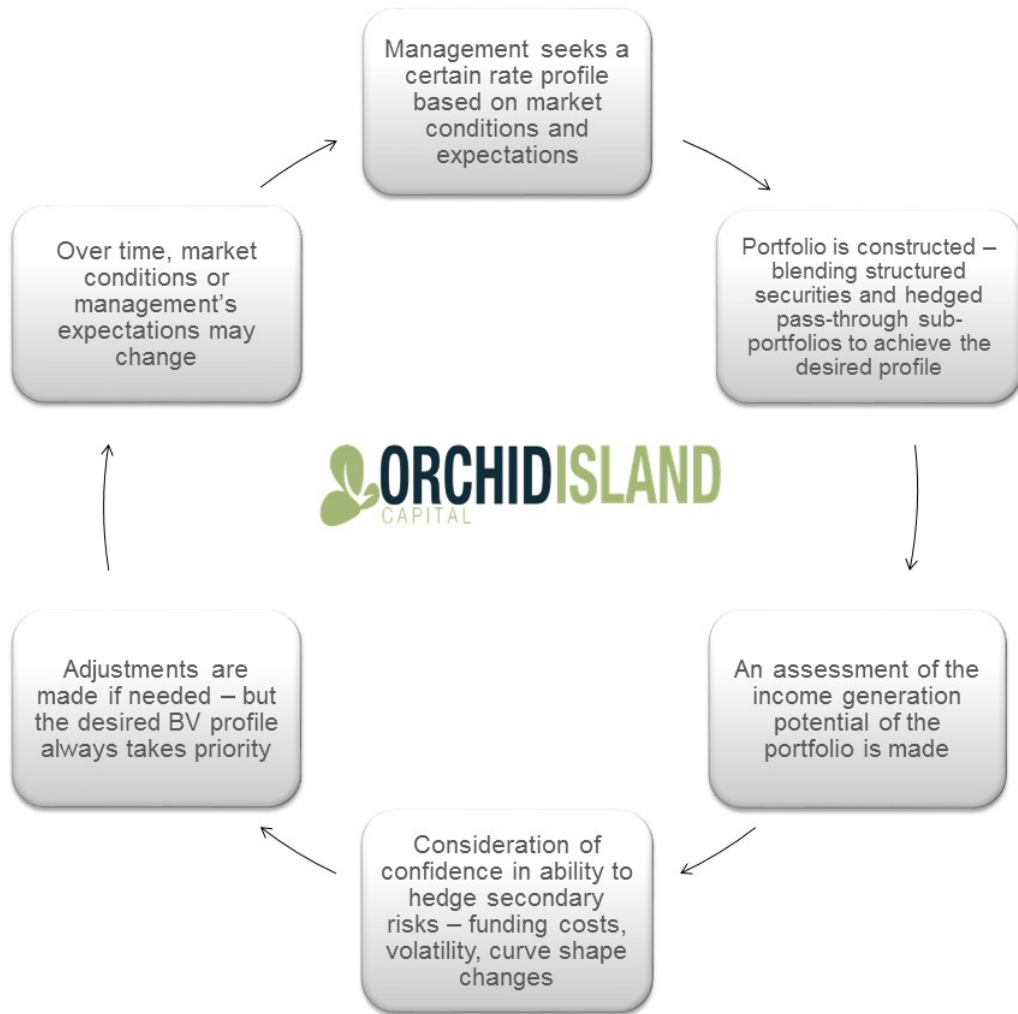 Management seeks a
certain rate profile
based on market
conditions and
expectations
Portfolio is constructed –
blending structured
securities and hedged
pass-through sub-
portfolios to achieve the
desired profile
An assessment of the
income generation
potential of the
portfolio is made
Consideration of
confidence in ability to
hedge secondary
risks – funding costs,
volatility, curve shape
changes
Adjustments are
made if needed – but
the desired BV profile
always takes priority
Over time, market
conditions or
management’s
expectations may
change
ORCHIDISLAND
CAPITAL